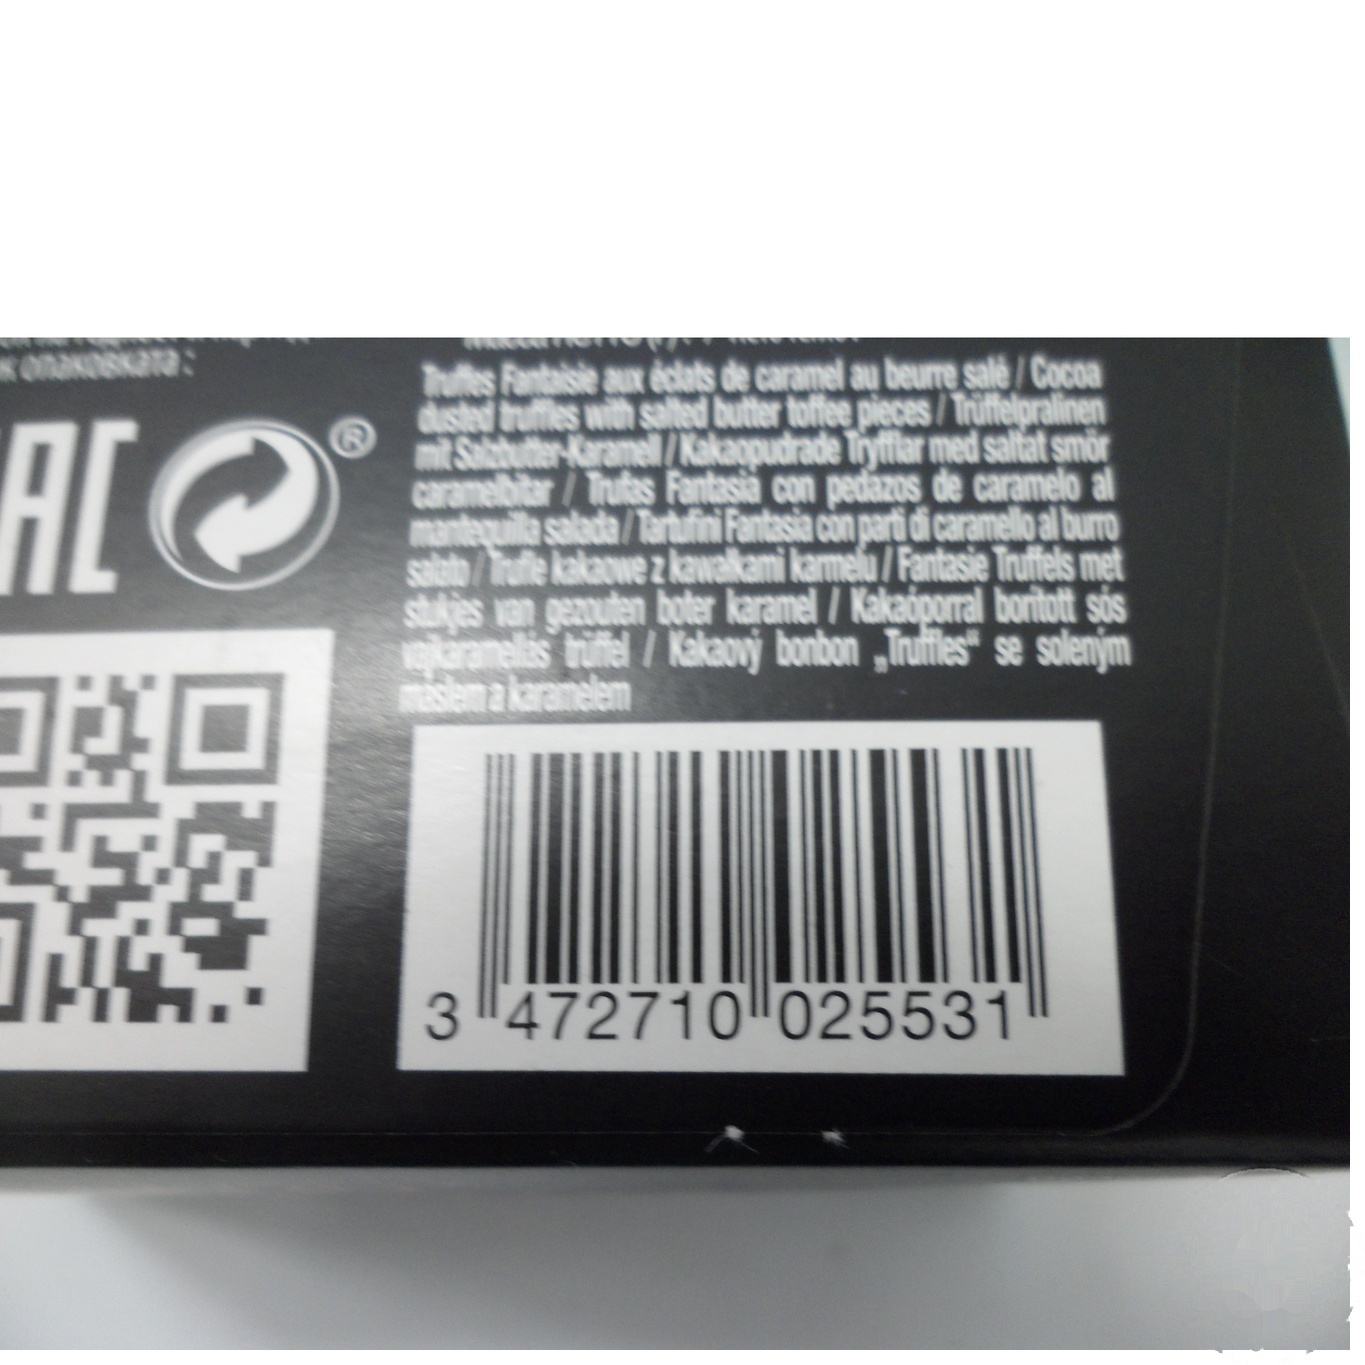 к опаковката :
Truffes Fantaisie aux éclats de caramel au beurre salé / Cocoa
dusted truffles with salted butter toffee pieces / Trüffelpralinen
mit Salzbutter-Karamell / Kakaopudrade Tryfflar med saltat smör
caramelbitar / Trufas Fantasia con pedazos de caramelo al
mantequilla salada / Tartufini Fantasia con parti di caramello al burro
salato / Trufle kakaowe z kawałkami karmelu / Fantasie Truffels met
stukjes van gezouten boter karamel / Kakaóporral borított sós
vajkaramellás trüffel / Kakaový bonbon „Truffles“ se soleným
máslem a karamelem
EAC
®
3 472710 025531